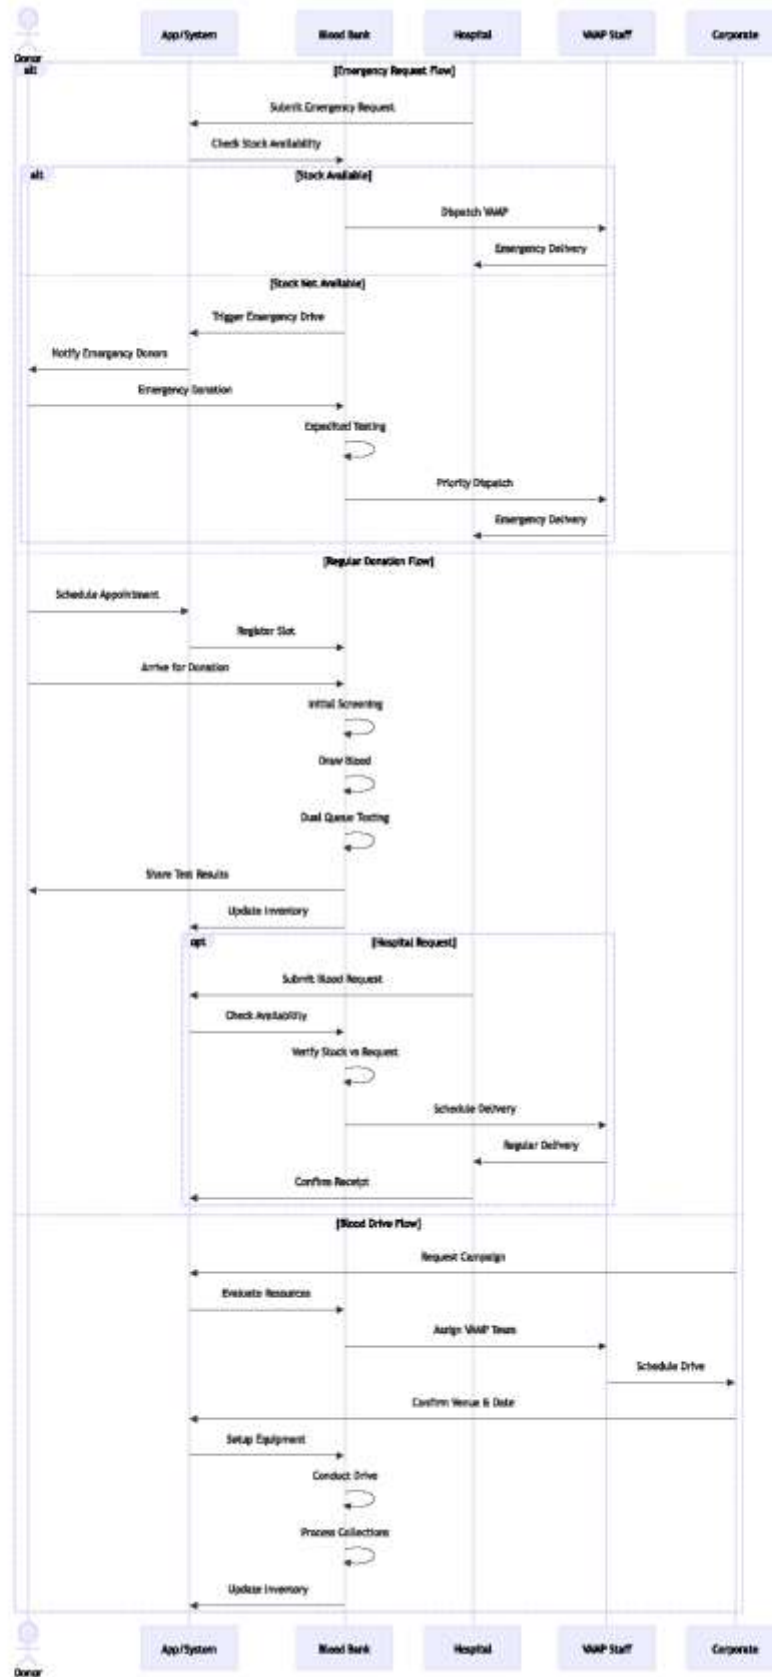 App/System Blood Bank Hospital VAMP Staff Corporate
Donor
alt [Emergency Request Flow]
Submit Emergency Request
Check Stock Availability
alt [Stock Available]
Dispatch VAMP
Emergency Delivery
[Stock Not Available]
Trigger Emergency Drive
Notify Emergency Donors
Emergency Donation
Expedited Testing
Priority Dispatch
Emergency Delivery
[Regular Donation Flow]
Schedule Appointment
Register Slot
Arrive for Donation
Initial Screening
Draw Blood
Dual Queue Testing
Share Test Results
Update Inventory
opt [Hospital Request]
Submit Blood Request
Check Availability
Verify Stock vs Request
Schedule Delivery
Regular Delivery
Confirm Receipt
[Blood Drive Flow]
Request Campaign
Evaluate Resources
Assign VAMP Team
Schedule Drive
Confirm Venue & Date
Setup Equipment
Conduct Drive
Process Collections
Update Inventory
App/System Blood Bank Hospital VAMP Staff Corporate
Donor